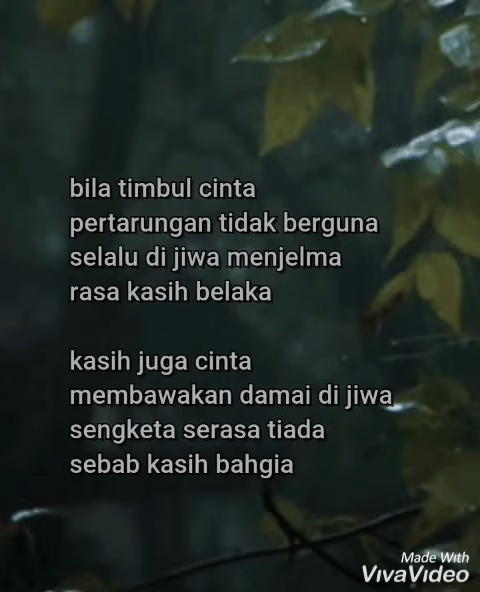 bila timbul cinta
pertarungan tidak berguna
selalu di jiwa menjelma
rasa kasih belaka
kasih juga cinta
membawakan damai di jiwa
sengketa serasa tiada
sebab kasih bahgia
Made With
VivaVideo